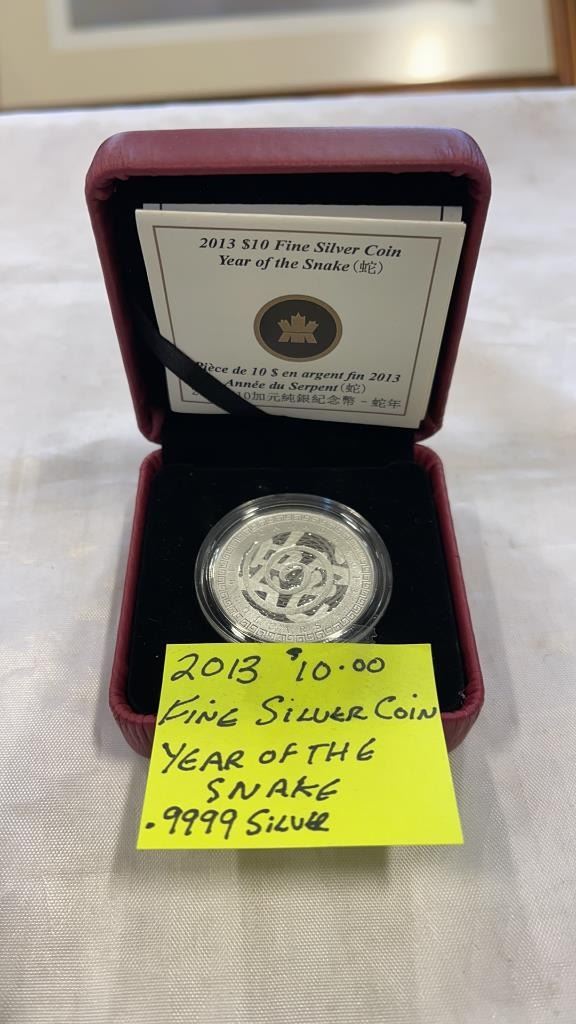 2013 $10 Fine Silver Coin
Year of the Snake (蛇)
Pièce de 10 $ en argent fin 2013
Année du Serpent (蛇)
10加元純銀紀念幣 - 蛇年
DOLLARS
2013 $10.00
FINE SILVER COIN
YEAR OF THE
SNAKE
.9999 SILVER